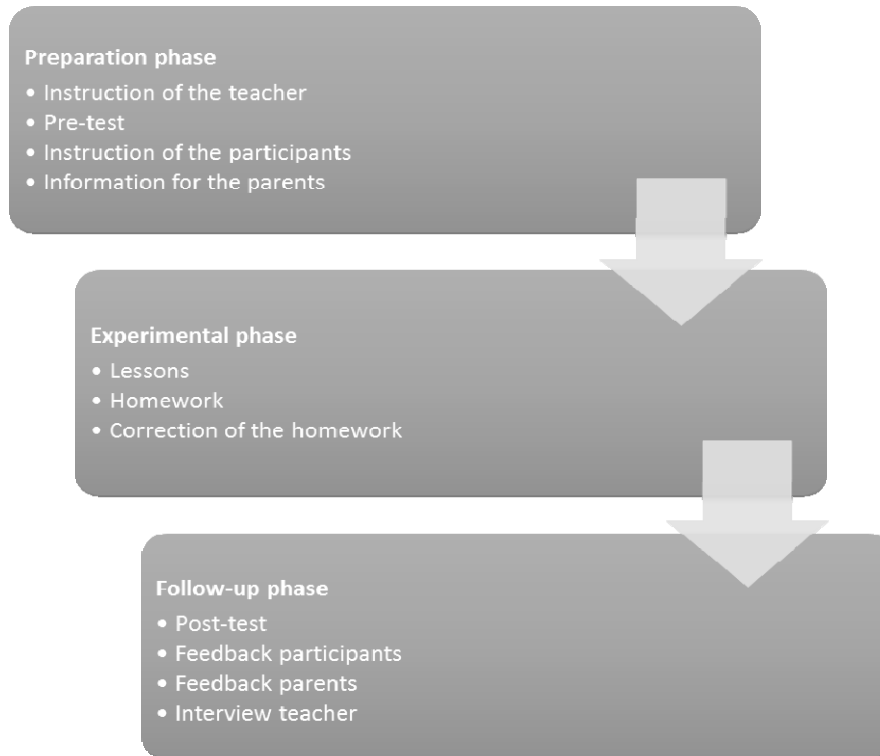 Preparation phase
• Instruction of the teacher
• Pre-test
• Instruction of the participants
• Information for the parents
Experimental phase
• Lessons
• Homework
• Correction of the homework
Follow-up phase
• Post-test
• Feedback participants
• Feedback parents
• Interview teacher